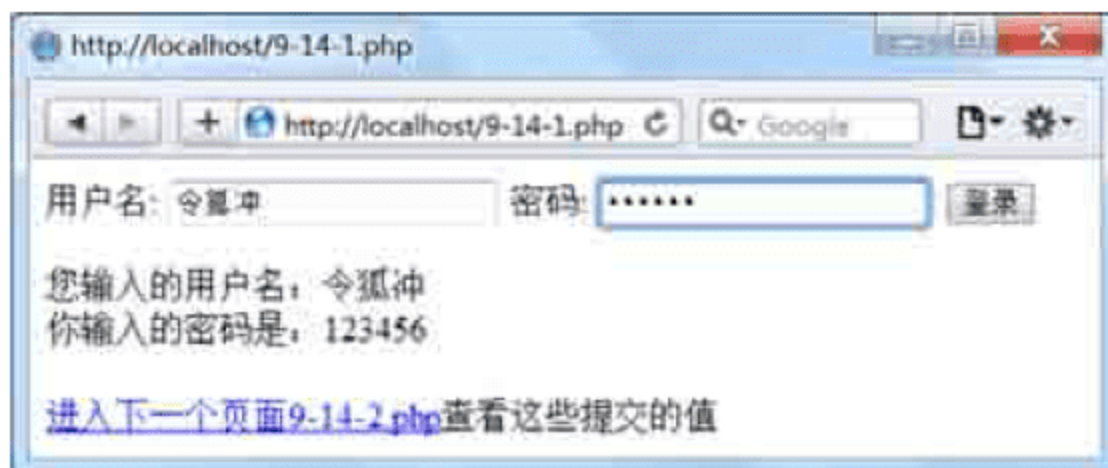 http://localhost/9-14-1.php
http://localhost/9-14-1.php Google
用户名: 令狐冲 密码: •••••• 登录
您输入的用户名：令狐冲
你输入的密码是：123456
进入下一个页面9-14-2.php查看这些提交的值